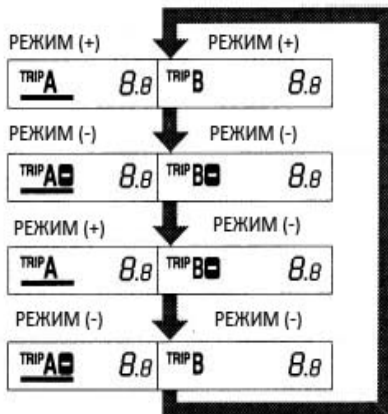 РЕЖИМ (+) РЕЖИМ (+)
TRIP A 8.8 TRIP B 8.8
РЕЖИМ (-) РЕЖИМ (-)
TRIP A - 8.8 TRIP B - 8.8
РЕЖИМ (+) РЕЖИМ (-)
TRIP A 8.8 TRIP B - 8.8
РЕЖИМ (-) РЕЖИМ (-)
TRIP A - 8.8 TRIP B 8.8